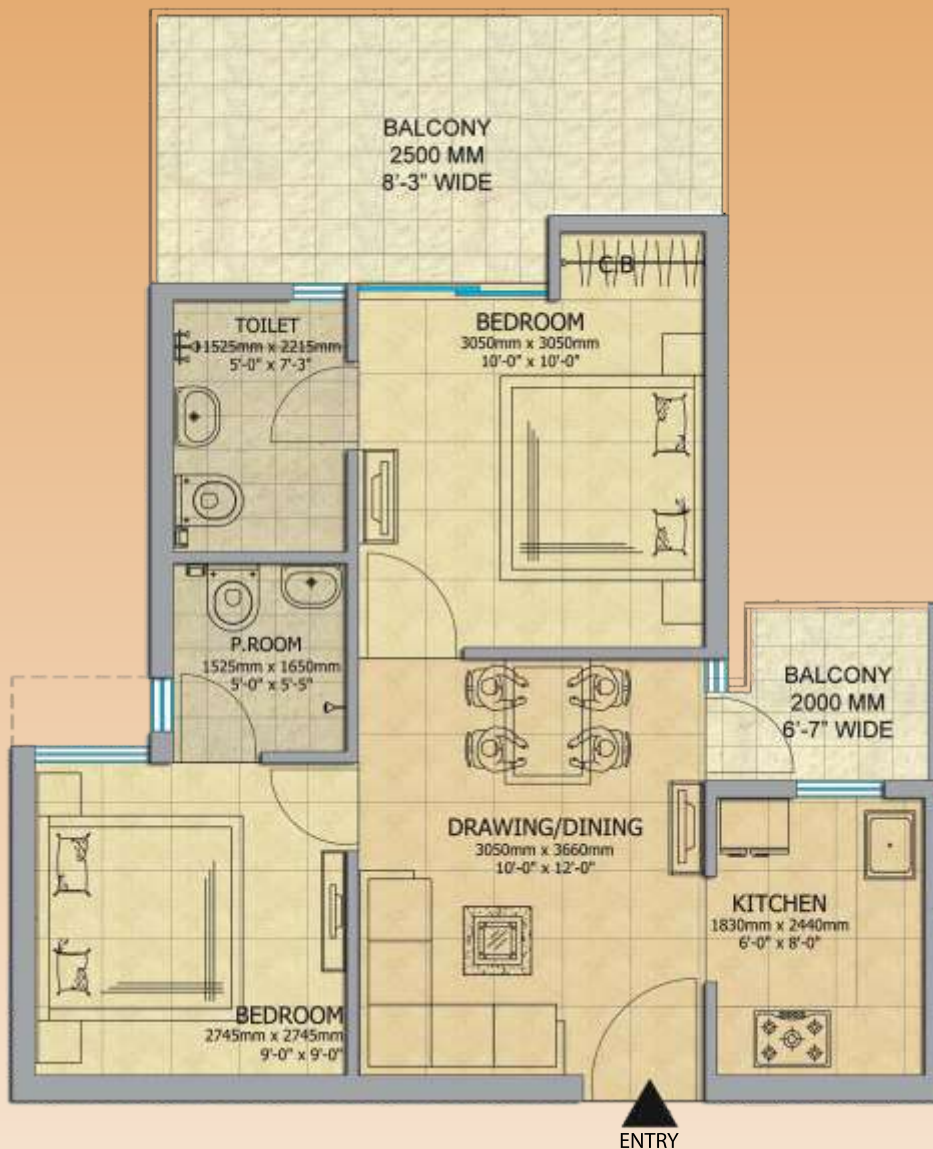 BALCONY
2500 MM
8'-3" WIDE
C.B
TOILET
1525mm x 2215mm
5'-0" x 7'-3"
BEDROOM
3050mm x 3050mm
10'-0" x 10'-0"
P.ROOM
1525mm x 1650mm
5'-0" x 5'-5"
BALCONY
2000 MM
6'-7" WIDE
DRAWING/DINING
3050mm x 3660mm
10'-0" x 12'-0"
KITCHEN
1830mm x 2440mm
6'-0" x 8'-0"
BEDROOM
2745mm x 2745mm
9'-0" x 9'-0"
ENTRY